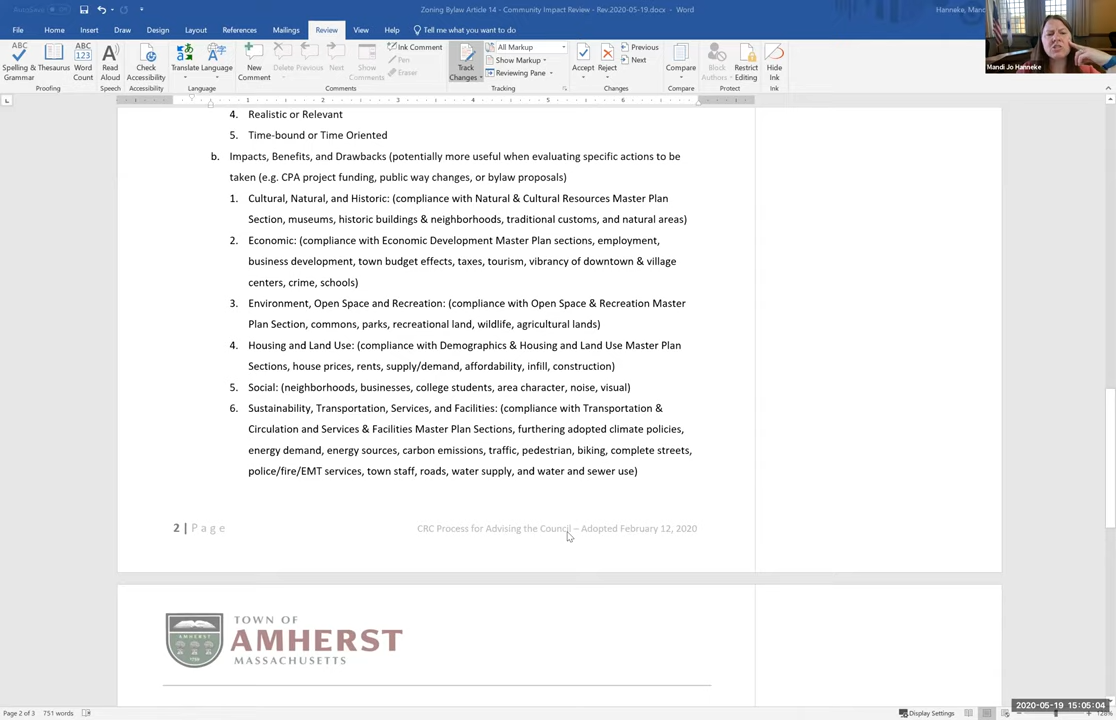 AutoSave
Zoning Bylaw Article 14 - Community Impact Review - Rev.2020-05-19.docx - Word
Hanneke, Mand
File Home Insert Draw Design Layout References Mailings Review View Help Tell me what you want to do
Spelling & Grammar
Thesaurus
Word Count
Read Aloud
Check Accessibility
Translate
Language
New Comment
Delete
Previous
Next
Show Comments
Ink Comment
Pen
Eraser
Track Changes
All Markup
Show Markup
Reviewing Pane
Accept
Reject
Previous
Next
Compare
Block Authors
Restrict Editing
Hide Ink
Proofing Speech Accessibility Language Comments Tracking Changes Compare Protect Ink
Mandi Jo Hanneke
4. Realistic or Relevant
5. Time-bound or Time Oriented
b. Impacts, Benefits, and Drawbacks (potentially more useful when evaluating specific actions to be
taken (e.g. CPA project funding, public way changes, or bylaw proposals)
1. Cultural, Natural, and Historic: (compliance with Natural & Cultural Resources Master Plan
Section, museums, historic buildings & neighborhoods, traditional customs, and natural areas)
2. Economic: (compliance with Economic Development Master Plan sections, employment,
business development, town budget effects, taxes, tourism, vibrancy of downtown & village
centers, crime, schools)
3. Environment, Open Space and Recreation: (compliance with Open Space & Recreation Master
Plan Section, commons, parks, recreational land, wildlife, agricultural lands)
4. Housing and Land Use: (compliance with Demographics & Housing and Land Use Master Plan
Sections, house prices, rents, supply/demand, affordability, infill, construction)
5. Social: (neighborhoods, businesses, college students, area character, noise, visual)
6. Sustainability, Transportation, Services, and Facilities: (compliance with Transportation &
Circulation and Services & Facilities Master Plan Sections, furthering adopted climate policies,
energy demand, energy sources, carbon emissions, traffic, pedestrian, biking, complete streets,
police/fire/EMT services, town staff, roads, water supply, and water and sewer use)
2 | Page
CRC Process for Advising the Council – Adopted February 12, 2020
TOWN OF
AMHERST
MASSACHUSETTS
Page 2 of 3 751 words
Display Settings
2020-05-19 15:05:04